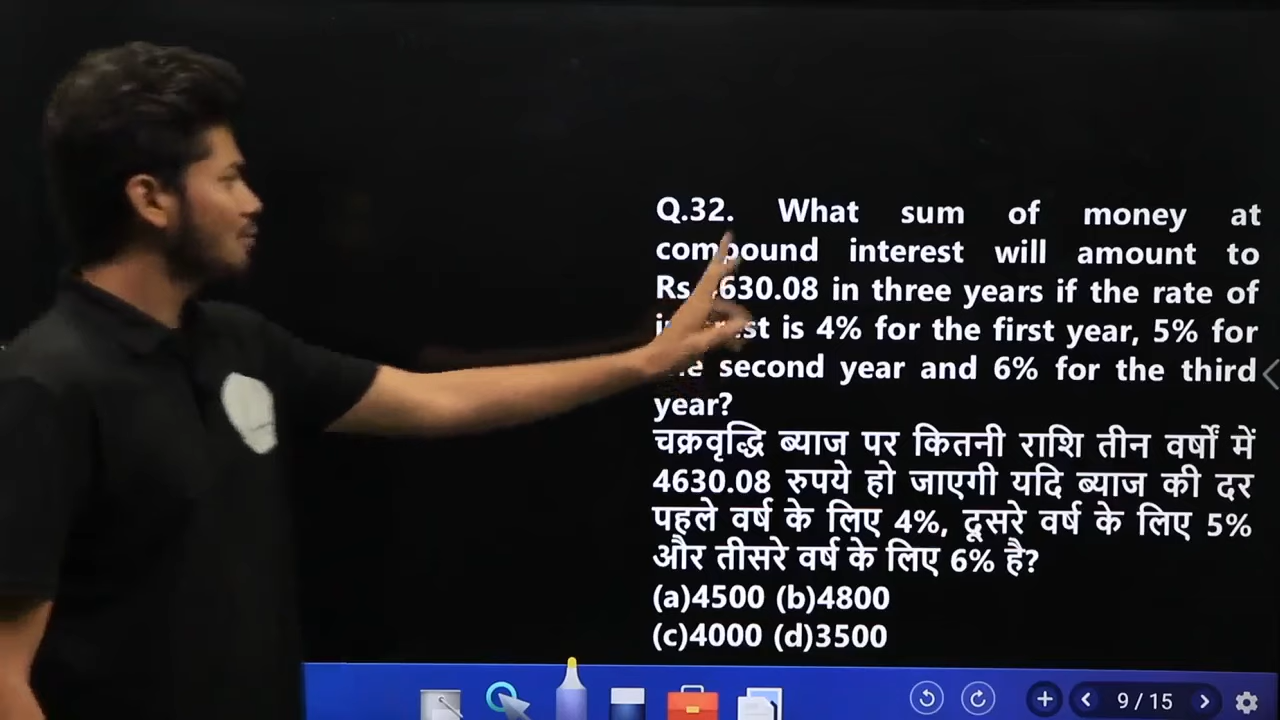 Q.32. What sum of money at
compound interest will amount to
Rs 4630.08 in three years if the rate of
is 4% for the first year, 5% for
second year and 6% for the third
year?
चक्रवृद्धि ब्याज पर कितनी राशि तीन वर्षों में
4630.08 रुपये हो जाएगी यदि ब्याज की दर
पहले वर्ष के लिए 4%, दूसरे वर्ष के लिए 5%
और तीसरे वर्ष के लिए 6% है?
(a)4500 (b)4800
(c)4000 (d)3500
9 / 15